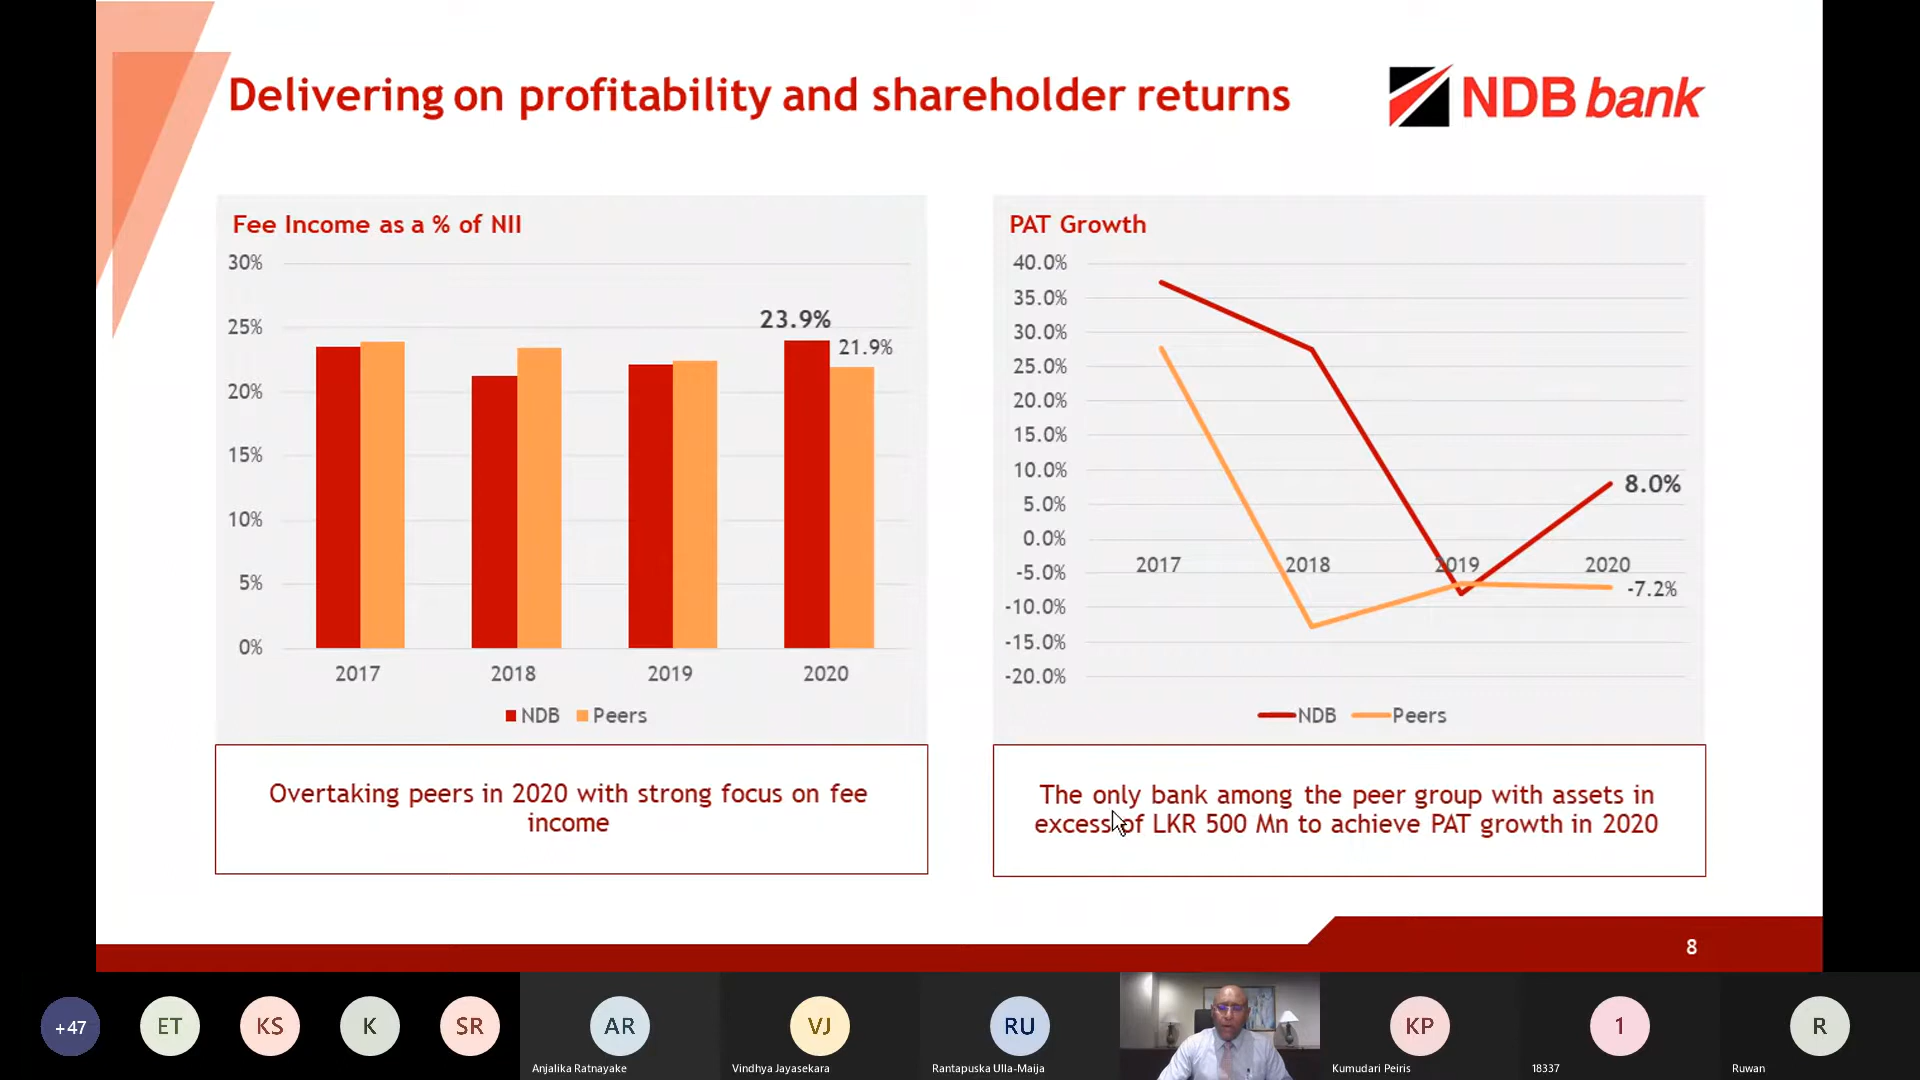 Delivering on profitability and shareholder returns
NDB bank
Fee Income as a % of NII
30%
25%
20%
15%
10%
5%
0%
23.9%
21.9%
2017 2018 2019 2020
NDB Peers
Overtaking peers in 2020 with strong focus on fee
income
PAT Growth
40.0%
35.0%
30.0%
25.0%
20.0%
15.0%
10.0%
5.0%
0.0%
-5.0%
-10.0%
-15.0%
-20.0%
2017 2018 2019 2020
8.0%
-7.2%
NDB Peers
The only bank among the peer group with assets in
excess of LKR 500 Mn to achieve PAT growth in 2020
8
+47 ET KS K SR AR VJ RU KP 1 R
Anjalika Ratnayake Vindhya Jayasekara Rantapuska Ulla-Maija Kumudari Peiris 18337 Ruwan